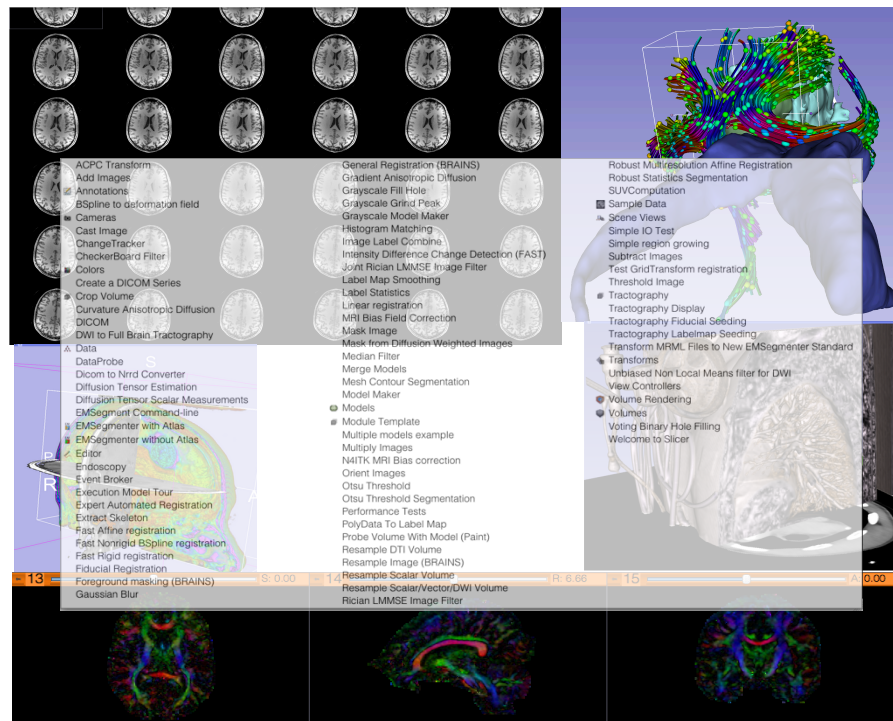 ACPC Transform
Add Images
Annotations
BSpline to deformation field
Cameras
Cast Image
ChangeTracker
CheckerBoard Filter
Colors
Create a DICOM Series
Crop Volume
Curvature Anisotropic Diffusion
DICOM
DWI to Full Brain Tractography
Data
DataProbe
Dicom to Nrrd Converter
Diffusion Tensor Estimation
Diffusion Tensor Scalar Measurements
EMSegment Command-line
EMSegmenter with Atlas
EMSegmenter without Atlas
Editor
Endoscopy
Event Broker
Execution Model Tour
Expert Automated Registration
Extract Skeleton
Fast Affine registration
Fast Nonrigid BSpline registration
Fast Rigid registration
Fiducial Registration
Foreground masking (BRAINS)
Gaussian Blur
General Registration (BRAINS)
Gradient Anisotropic Diffusion
Grayscale Fill Hole
Grayscale Grind Peak
Grayscale Model Maker
Histogram Matching
Image Label Combine
Intensity Difference Change Detection (FAST)
Joint Rician LMMSE Image Filter
Label Map Smoothing
Label Statistics
Linear registration
MRI Bias Field Correction
Mask Image
Mask from Diffusion Weighted Images
Median Filter
Merge Models
Mesh Contour Segmentation
Model Maker
Models
Module Template
Multiple models example
Multiply Images
N4ITK MRI Bias correction
Orient Images
Otsu Threshold
Otsu Threshold Segmentation
Performance Tests
PolyData To Label Map
Probe Volume With Model (Paint)
Resample DTI Volume
Resample Image (BRAINS)
Resample Scalar Volume
Resample Scalar/Vector/DWI Volume
Rician LMMSE Image Filter
Robust Multiresolution Affine Registration
Robust Statistics Segmentation
SUVComputation
Sample Data
Scene Views
Simple IO Test
Simple region growing
Subtract Images
Test GridTransform registration
Threshold Image
Tractography
Tractography Display
Tractography Fiducial Seeding
Tractography Labelmap Seeding
Transform MRML Files to New EMSegmenter Standard
Transforms
Unbiased Non Local Means filter for DWI
View Controllers
Volume Rendering
Volumes
Voting Binary Hole Filling
Welcome to Slicer
S
P
R
A
13 S: 0.00
14 R: 6.66
15 A: 0.00